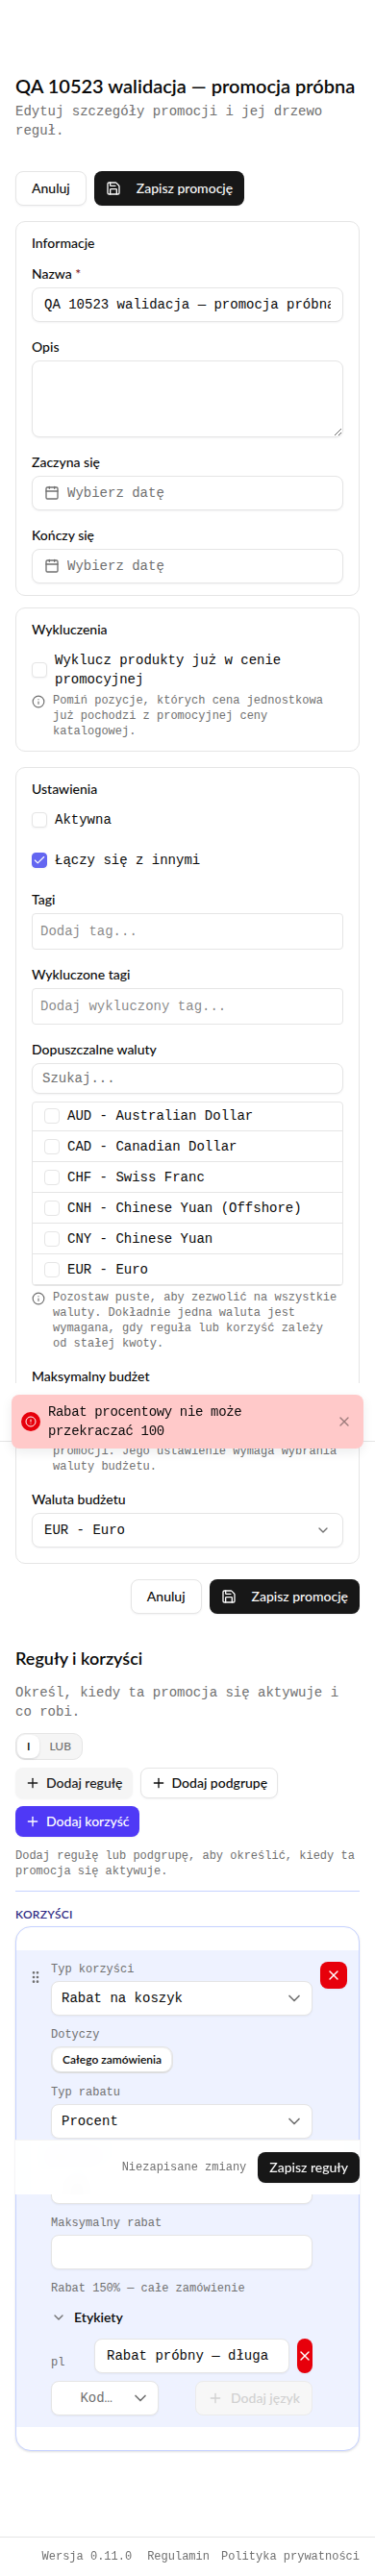 QA 10523 walidacja — promocja próbna
Edytuj szczegóły promocji i jej drzewo
reguł.
Anuluj
Zapisz promocję
Informacje
Nazwa *
QA 10523 walidacja — promocja próbna
Opis
Zaczyna się
Wybierz datę
Kończy się
Wybierz datę
Wykluczenia
Wyklucz produkty już w cenie
promocyjnej
Pomiń pozycje, których cena jednostkowa
już pochodzi z promocyjnej ceny
katalogowej.
Ustawienia
Aktywna
Łączy się z innymi
Tagi
Dodaj tag...
Wykluczone tagi
Dodaj wykluczony tag...
Dopuszczalne waluty
Szukaj...
AUD - Australian Dollar
CAD - Canadian Dollar
CHF - Swiss Franc
CNH - Chinese Yuan (Offshore)
CNY - Chinese Yuan
EUR - Euro
Pozostaw puste, aby zezwolić na wszystkie
waluty. Dokładnie jedna waluta jest
wymagana, gdy reguła lub korzyść zależy
od stałej kwoty.
Maksymalny budżet
Rabat procentowy nie może
przekraczać 100
promocji. Jego ustawienie wymaga wybrania
waluty budżetu.
Waluta budżetu
EUR - Euro
Anuluj
Zapisz promocję
Reguły i korzyści
Określ, kiedy ta promocja się aktywuje i
co robi.
I
LUB
Dodaj regułę
Dodaj podgrupę
Dodaj korzyść
Dodaj regułę lub podgrupę, aby określić, kiedy ta
promocja się aktywuje.
KORZYŚCI
Typ korzyści
Rabat na koszyk
Dotyczy
Całego zamówienia
Typ rabatu
Procent
Niezapisane zmiany
Zapisz reguły
Maksymalny rabat
Rabat 150% — całe zamówienie
Etykiety
pl
Rabat próbny — długa
Kod…
Dodaj język
Wersja 0.11.0
Regulamin
Polityka prywatności